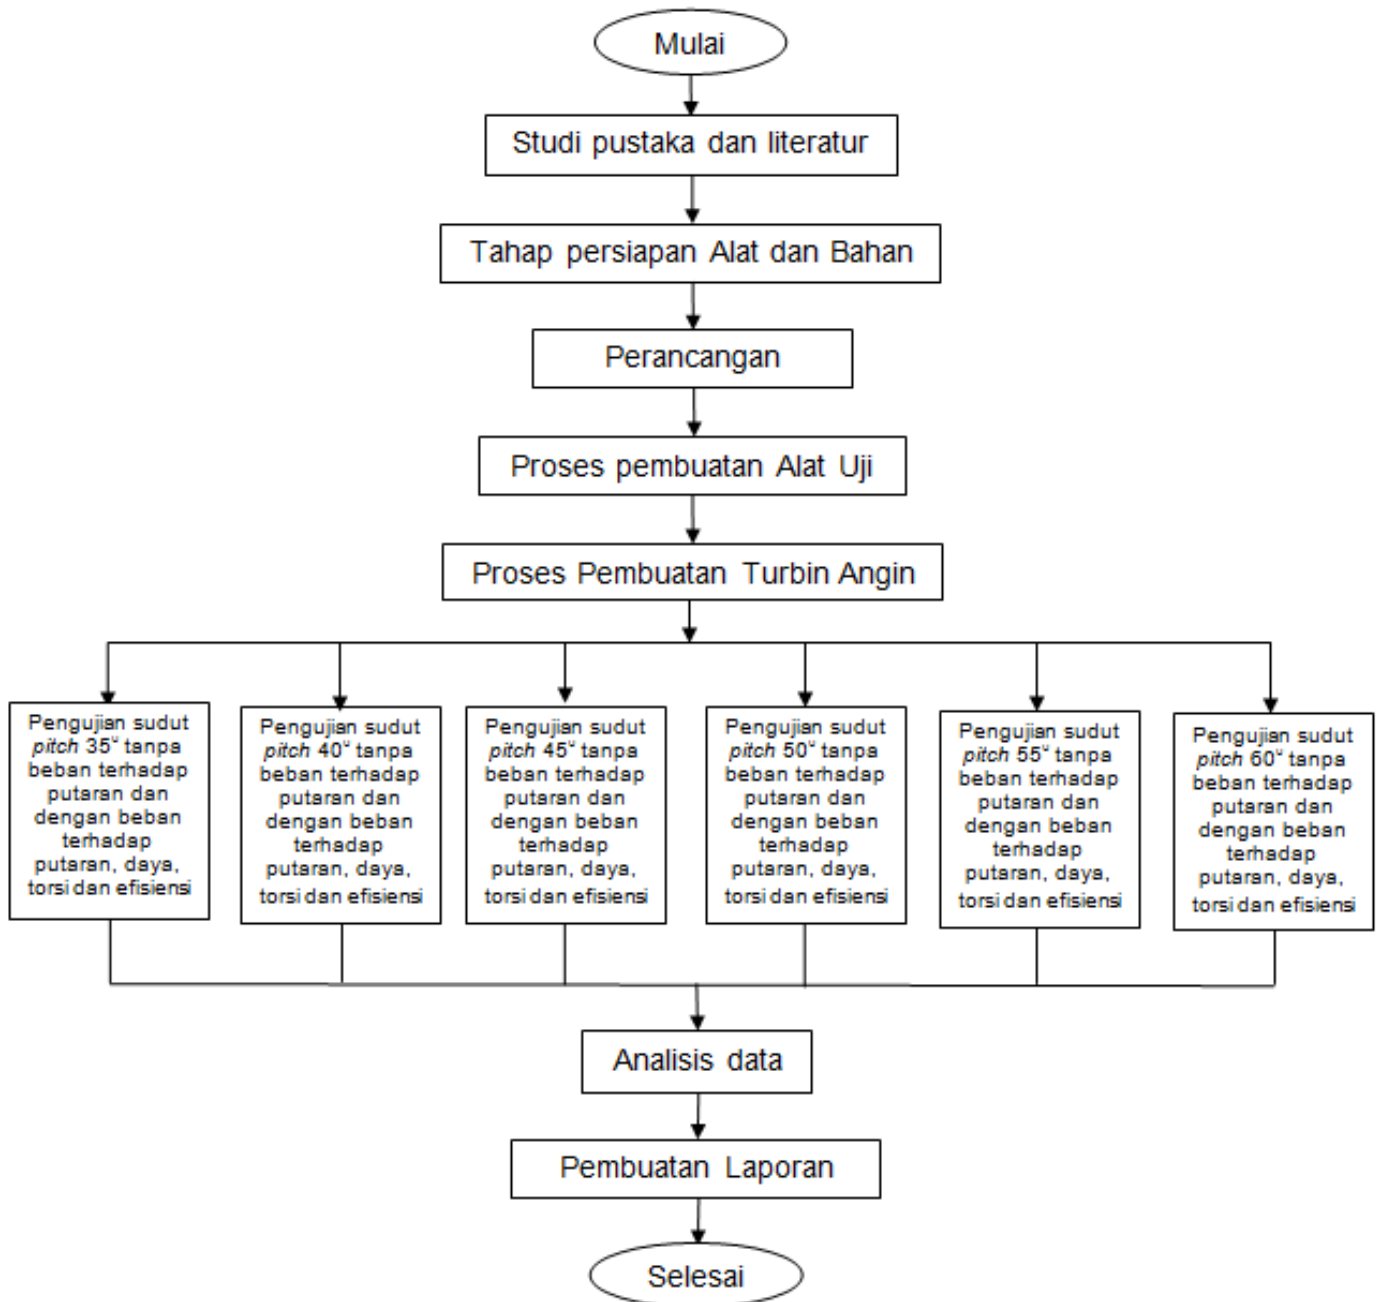 Mulai
Studi pustaka dan literatur
Tahap persiapan Alat dan Bahan
Perancangan
Proses pembuatan Alat Uji
Proses Pembuatan Turbin Angin
Pengujian sudut
pitch 35° tanpa
beban terhadap
putaran dan
dengan beban
terhadap
putaran, daya,
torsi dan efisiensi
Pengujian sudut
pitch 40° tanpa
beban terhadap
putaran dan
dengan beban
terhadap
putaran, daya,
torsi dan efisiensi
Pengujian sudut
pitch 45° tanpa
beban terhadap
putaran dan
dengan beban
terhadap
putaran, daya,
torsi dan efisiensi
Pengujian sudut
pitch 50° tanpa
beban terhadap
putaran dan
dengan beban
terhadap
putaran, daya,
torsi dan efisiensi
Pengujian sudut
pitch 55° tanpa
beban terhadap
putaran dan
dengan beban
terhadap
putaran, daya,
torsi dan efisiensi
Pengujian sudut
pitch 60° tanpa
beban terhadap
putaran dan
dengan beban
terhadap
putaran, daya,
torsi dan efisiensi
Analisis data
Pembuatan Laporan
Selesai